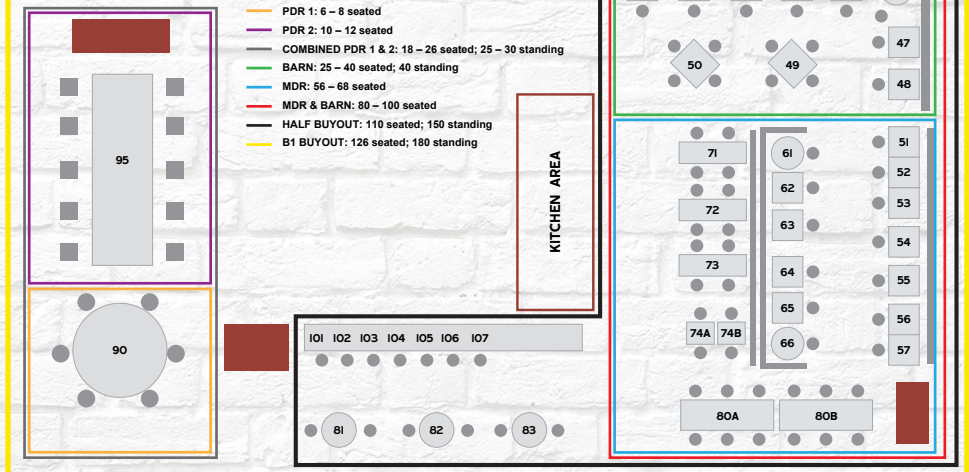 PDR 1: 6 – 8 seated
PDR 2: 10 – 12 seated
COMBINED PDR 1 & 2: 18 – 26 seated; 25 – 30 standing
BARN: 25 – 40 seated; 40 standing
MDR: 56 – 68 seated
MDR & BARN: 80 – 100 seated
HALF BUYOUT: 110 seated; 150 standing
B1 BUYOUT: 126 seated; 180 standing
95
90
KITCHEN AREA
101 102 103 104 105 106 107
81 82 83
47
50 49
48
71
72
73
74A 74B
61
62
63
64
65
66
51
52
53
54
55
56
57
80A 80B